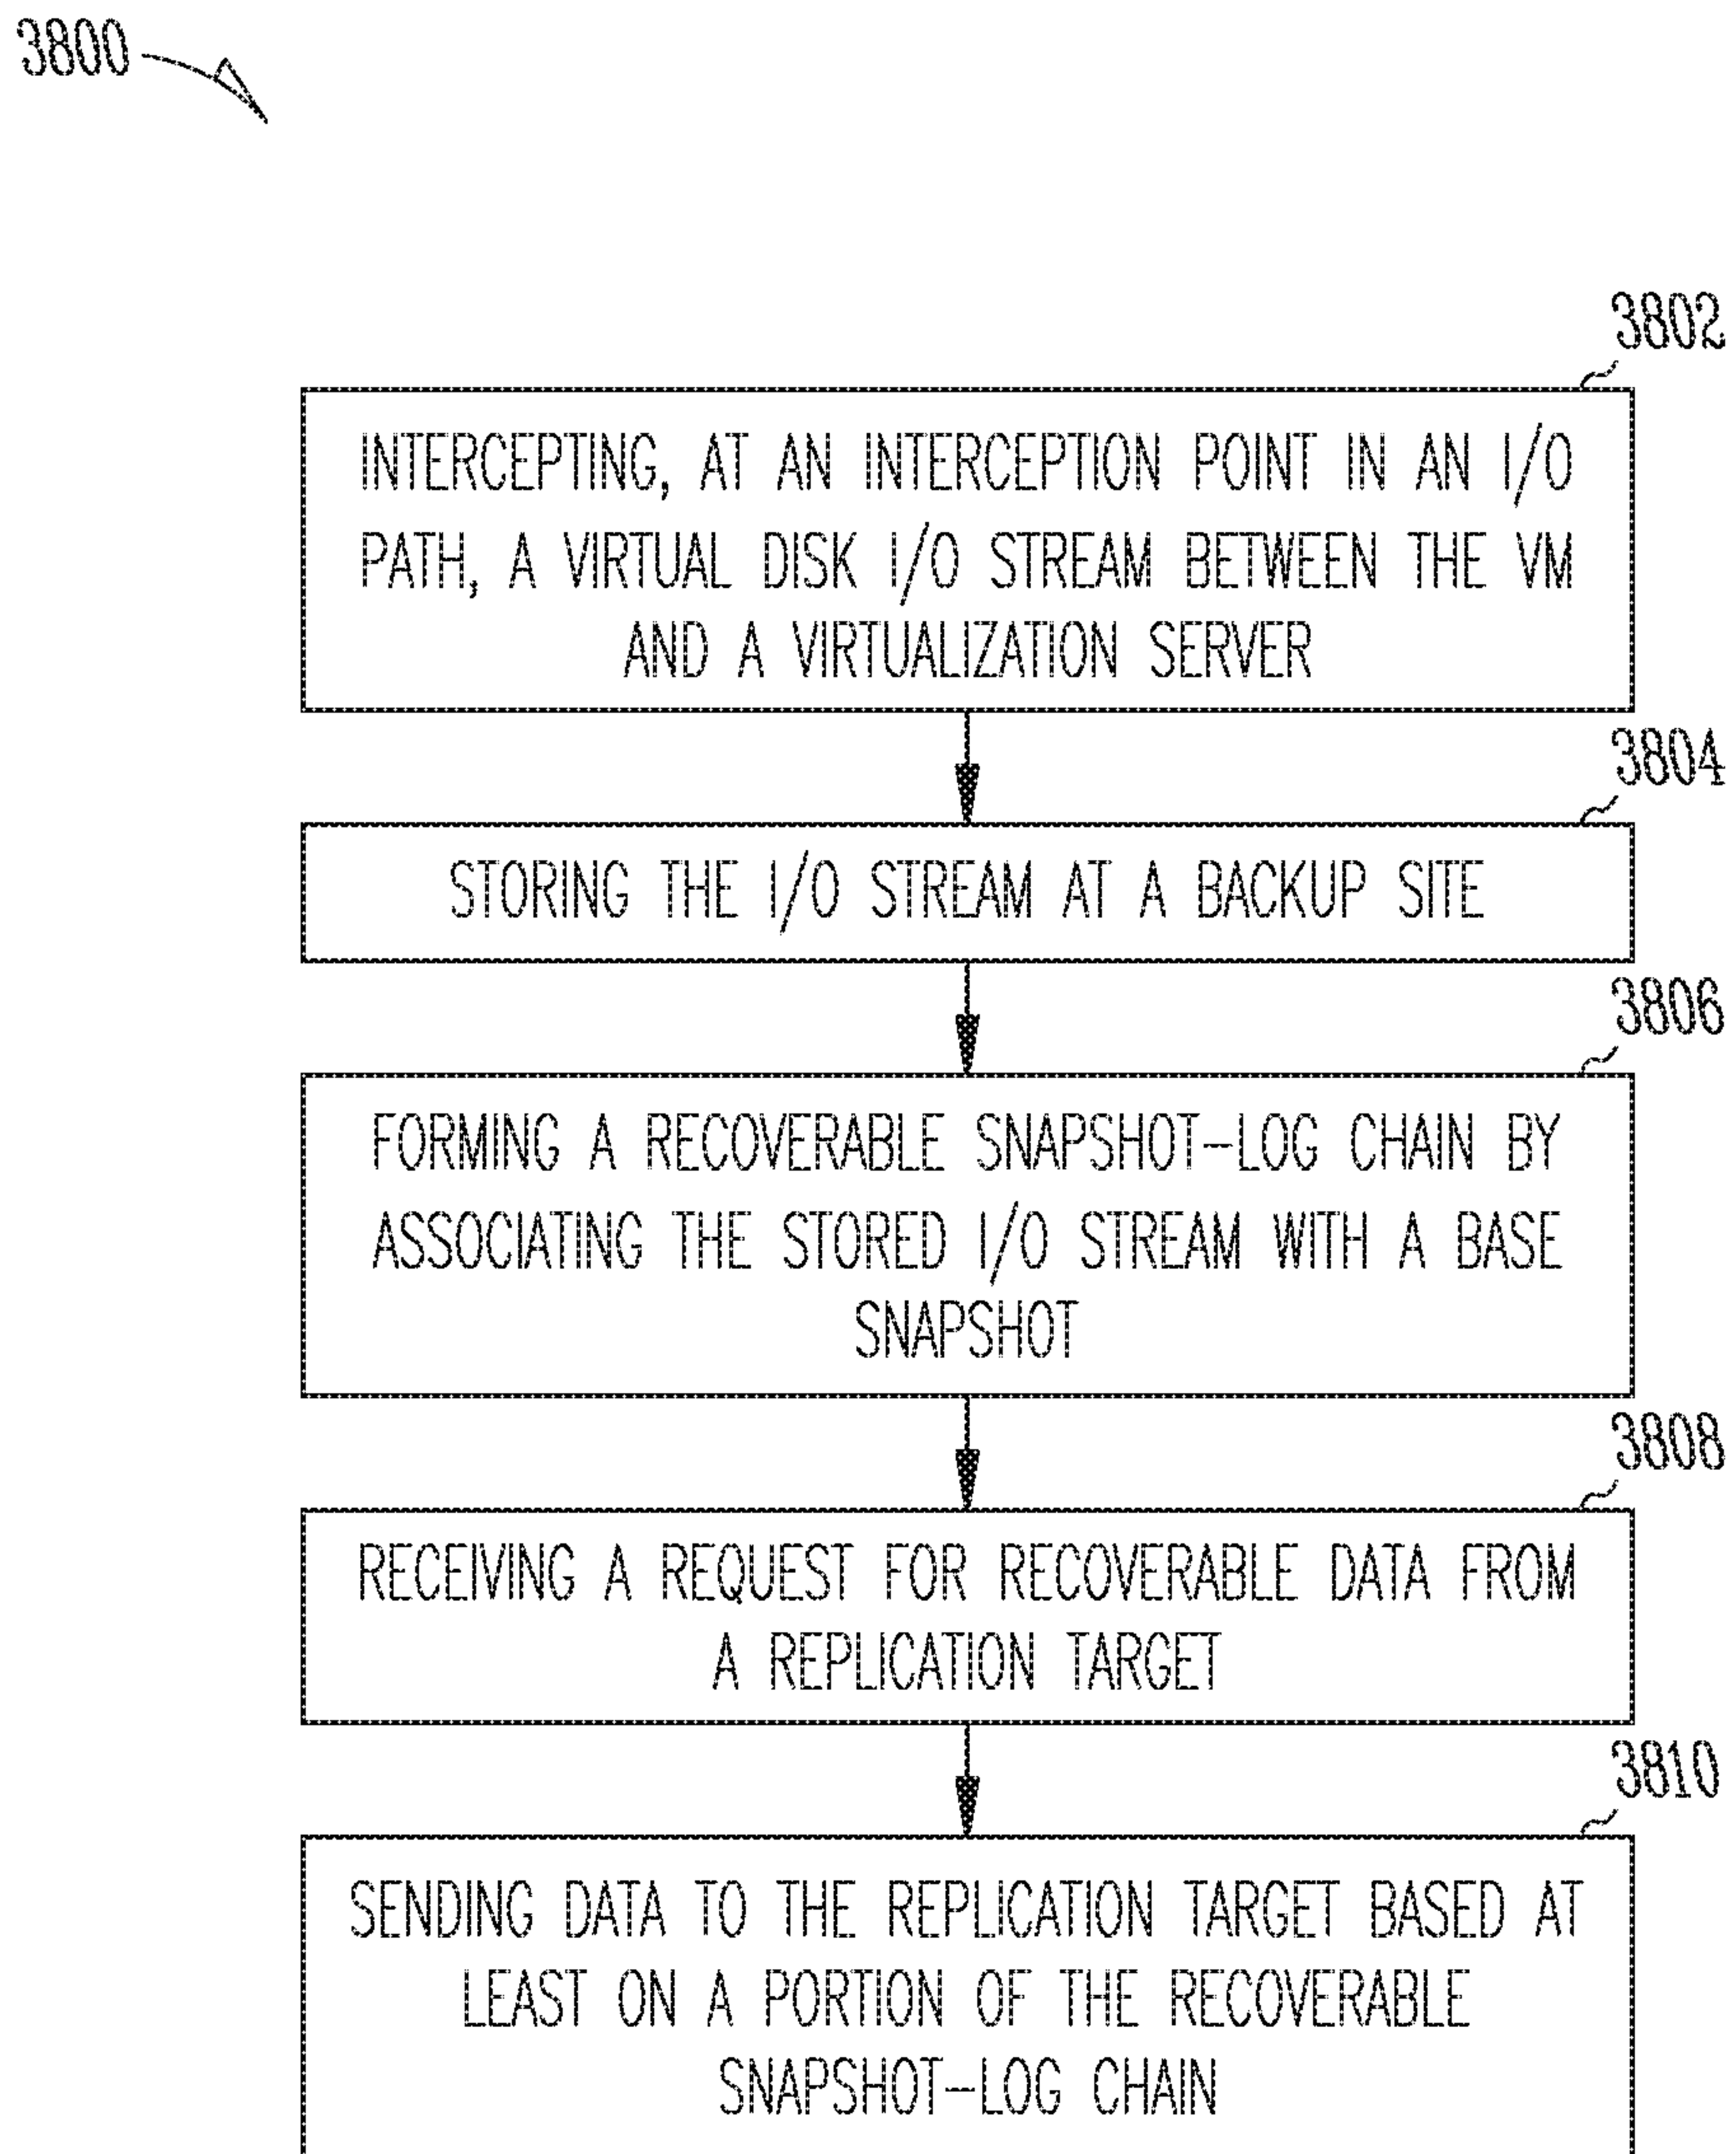 3800
3802
INTERCEPTING, AT AN INTERCEPTION POINT IN AN I/O
PATH, A VIRTUAL DISK I/O STREAM BETWEEN THE VM
AND A VIRTUALIZATION SERVER
3804
STORING THE I/O STREAM AT A BACKUP SITE
3806
FORMING A RECOVERABLE SNAPSHOT-LOG CHAIN BY
ASSOCIATING THE STORED I/O STREAM WITH A BASE
SNAPSHOT
3808
RECEIVING A REQUEST FOR RECOVERABLE DATA FROM
A REPLICATION TARGET
3810
SENDING DATA TO THE REPLICATION TARGET BASED AT
LEAST ON A PORTION OF THE RECOVERABLE
SNAPSHOT-LOG CHAIN